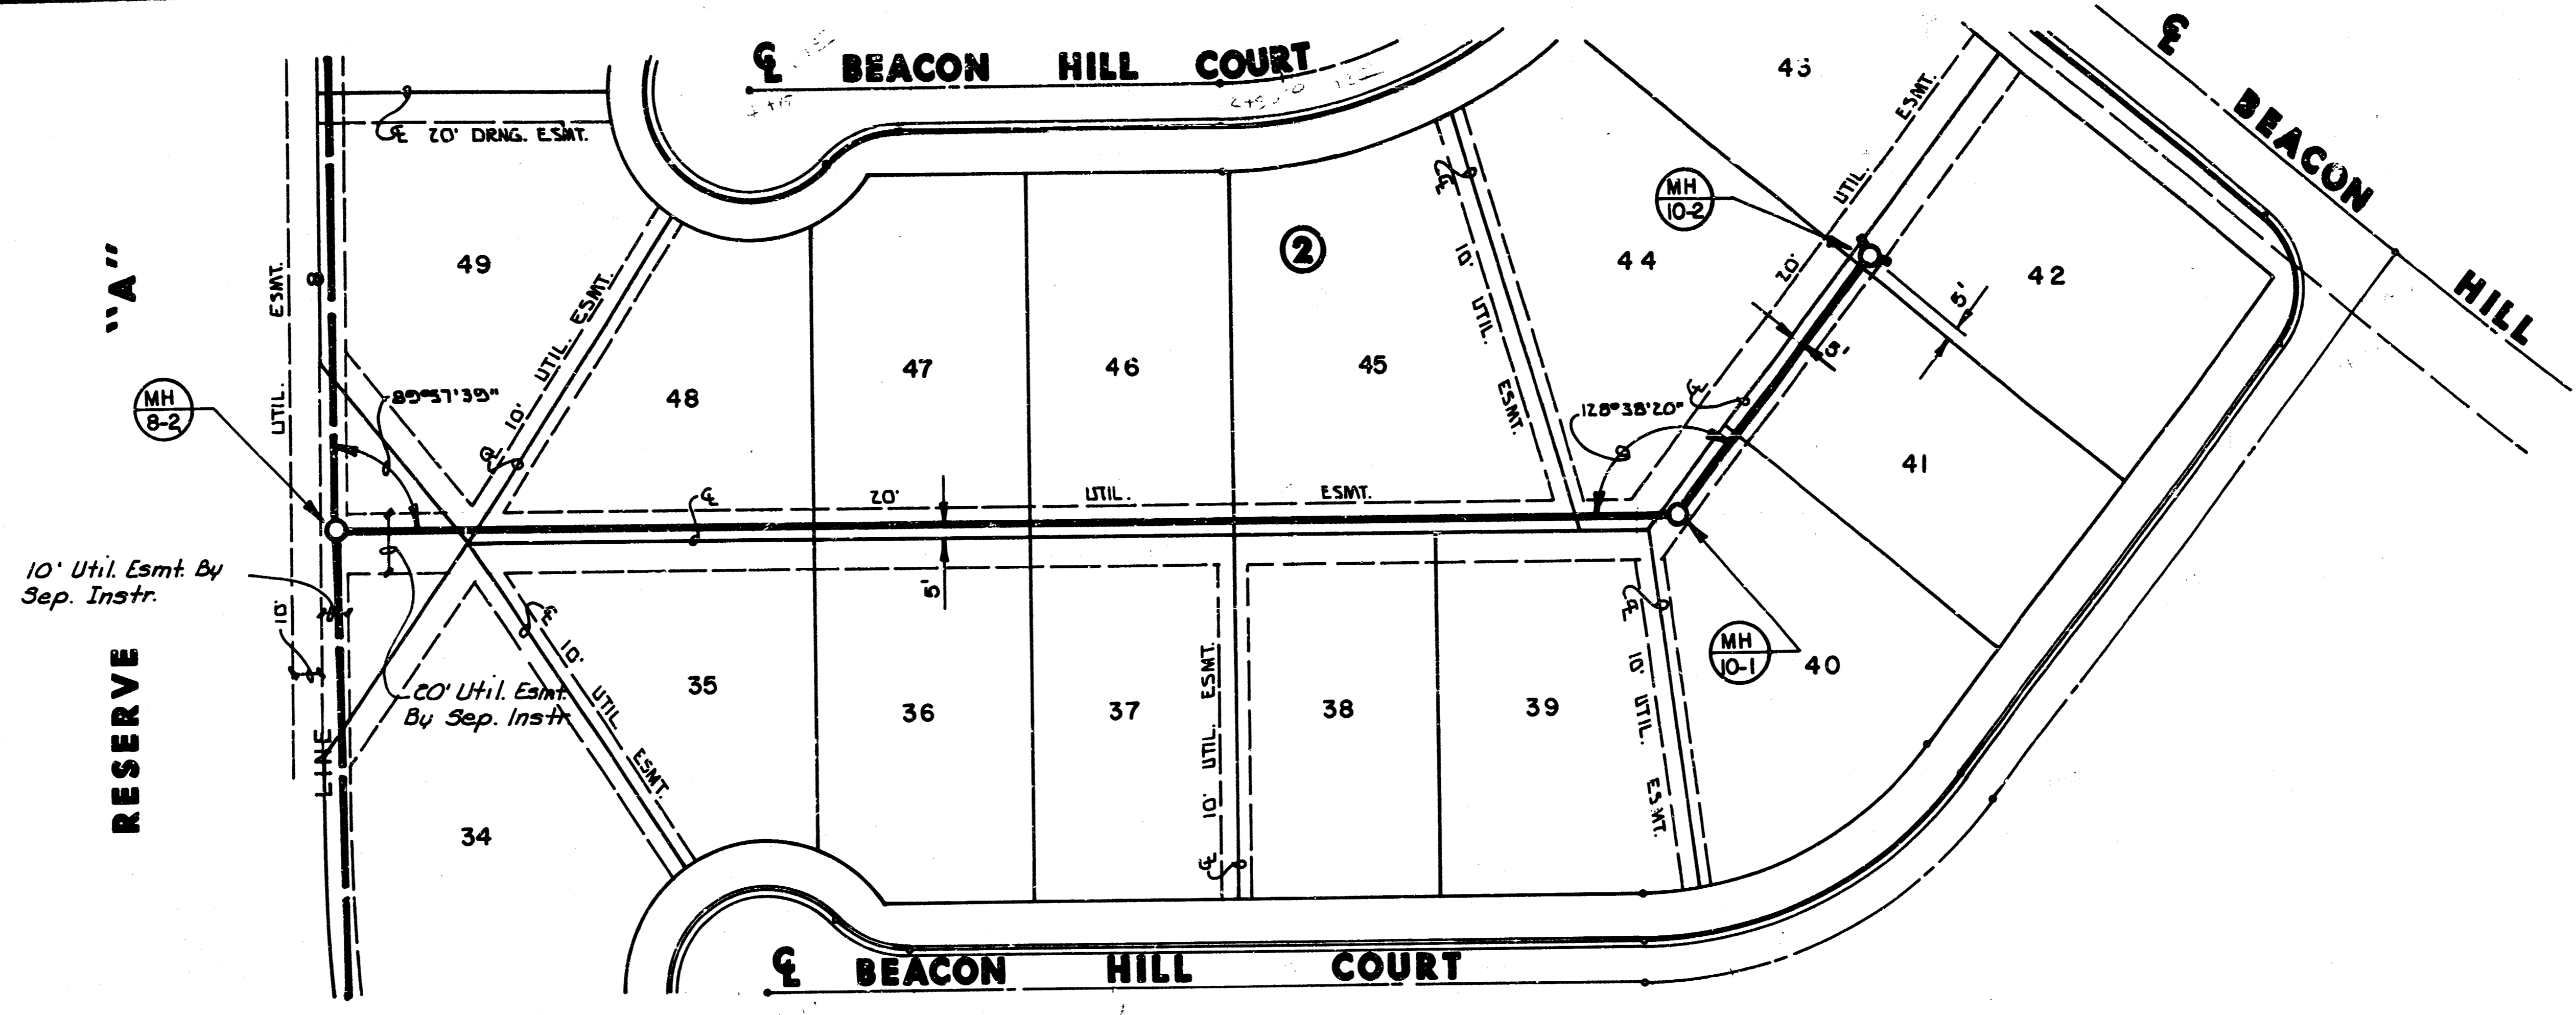 ℄ BEACON HILL COURT
℄ BEACON HILL
43
UTIL. ESMT.
℄ 20' DRNG. ESMT.
℄
10' UTIL. ESMT.
MH
10-2
2
49
44
42
"A"
UTIL. ESMT.
8
℄ 10' UTIL. ESMT.
20'
5'
5'
47
46
45
48
MH
8-2
89°57'39"
128°38'20"
℄
41
℄
20' UTIL. ESMT.
5'
10' Util. Esmt. By
Sep. Instr.
10'
℄
10' UTIL. ESMT.
℄
10' UTIL. ESMT.
MH
10-1
40
20' Util. Esmt.
By Sep. Instr.
35
36
37
38
39
10' UTIL. ESMT.
℄
RESERVE
LINE
34
℄ BEACON HILL COURT